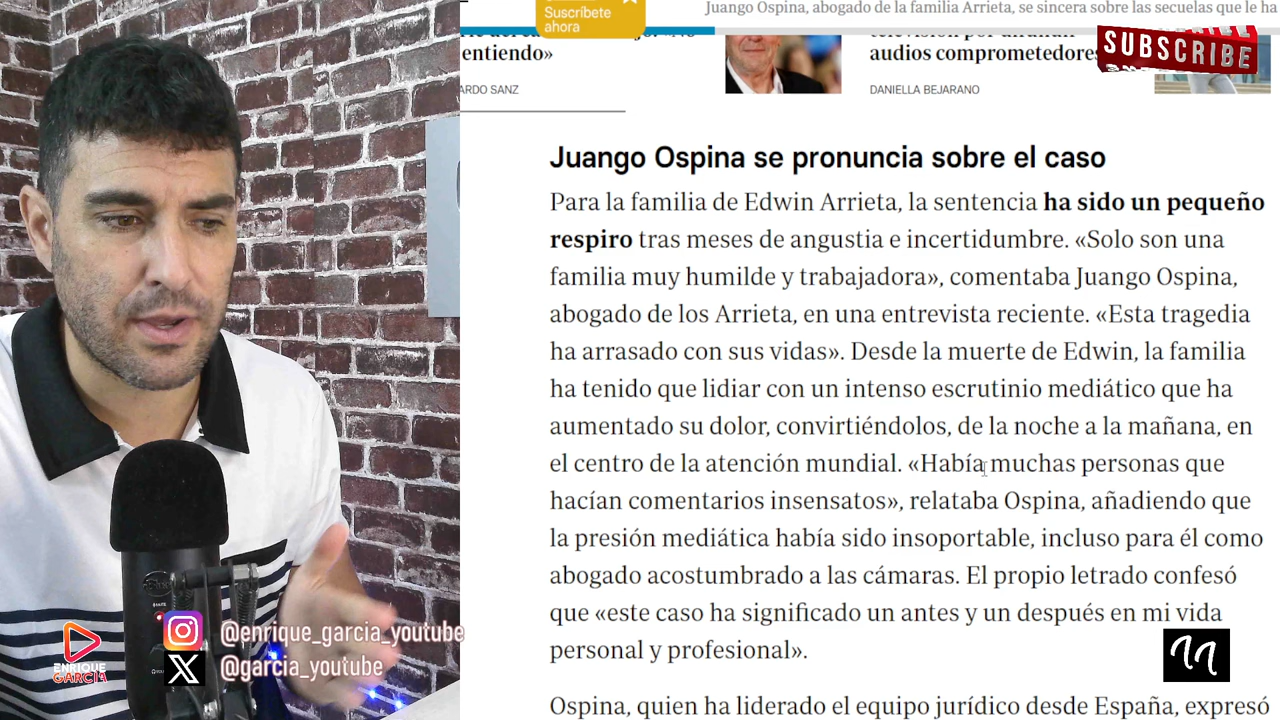 Suscríbete
ahora
Juango Ospina, abogado de la familia Arrieta, se sincera sobre las secuelas que le ha
entiendo»
ARDO SANZ
audios comprometedores
DANIELLA BEJARANO
SUBSCRIBE
Juango Ospina se pronuncia sobre el caso
Para la familia de Edwin Arrieta, la sentencia ha sido un pequeño
respiro tras meses de angustia e incertidumbre. «Solo son una
familia muy humilde y trabajadora», comentaba Juango Ospina,
abogado de los Arrieta, en una entrevista reciente. «Esta tragedia
ha arrasado con sus vidas». Desde la muerte de Edwin, la familia
ha tenido que lidiar con un intenso escrutinio mediático que ha
aumentado su dolor, convirtiéndolos, de la noche a la mañana, en
el centro de la atención mundial. «Había muchas personas que
hacían comentarios insensatos», relataba Ospina, añadiendo que
la presión mediática había sido insoportable, incluso para él como
abogado acostumbrado a las cámaras. El propio letrado confesó
que «este caso ha significado un antes y un después en mi vida
personal y profesional».
Ospina, quien ha liderado el equipo jurídico desde España, expresó
@enrique_garcia_youtube
@garcia_youtube
ENRIQUE
GARCIA